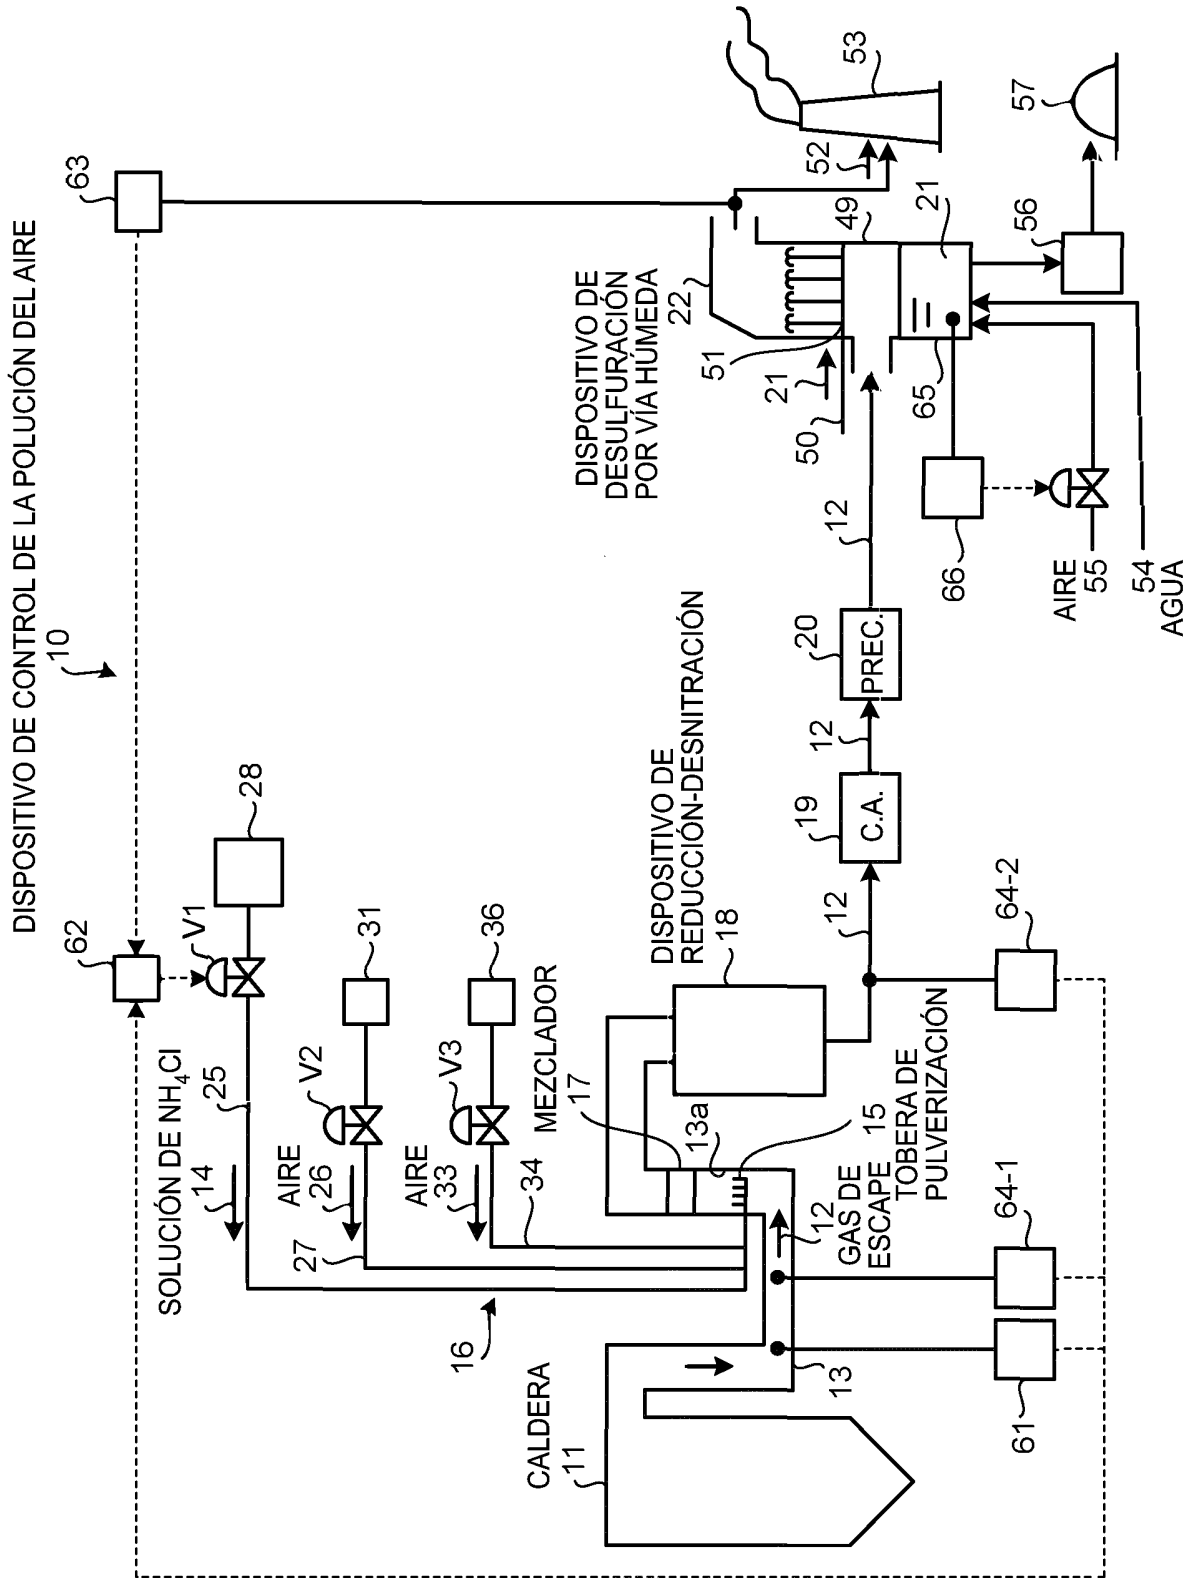 DISPOSITIVO DE CONTROL DE LA POLUCIÓN DEL AIRE
10
62
63
V1
28
SOLUCIÓN DE NH₄Cl
14
25
AIRE
26
V2
31
27
AIRE
33
V3
36
34
MEZCLADOR
16
17
13a
15
CALDERA
11
13
12
GAS DE
ESCAPE
TOBERA DE
PULVERIZACIÓN
61
64-1
64-2
DISPOSITIVO DE
REDUCCIÓN-DESNITRACIÓN
18
12
19
C.A.
12
20
PREC.
12
DISPOSITIVO DE
DESULFURACIÓN
POR VÍA HÚMEDA
22
51
21
50
49
52
53
65
21
66
56
57
AIRE
55
54
AGUA